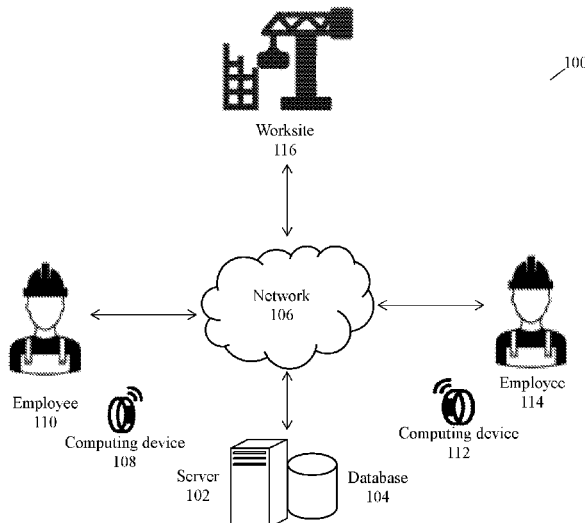 100
Worksite
116
Network
106
Employee
110
Computing device
108
Employee
114
Computing device
112
Server
102
Database
104